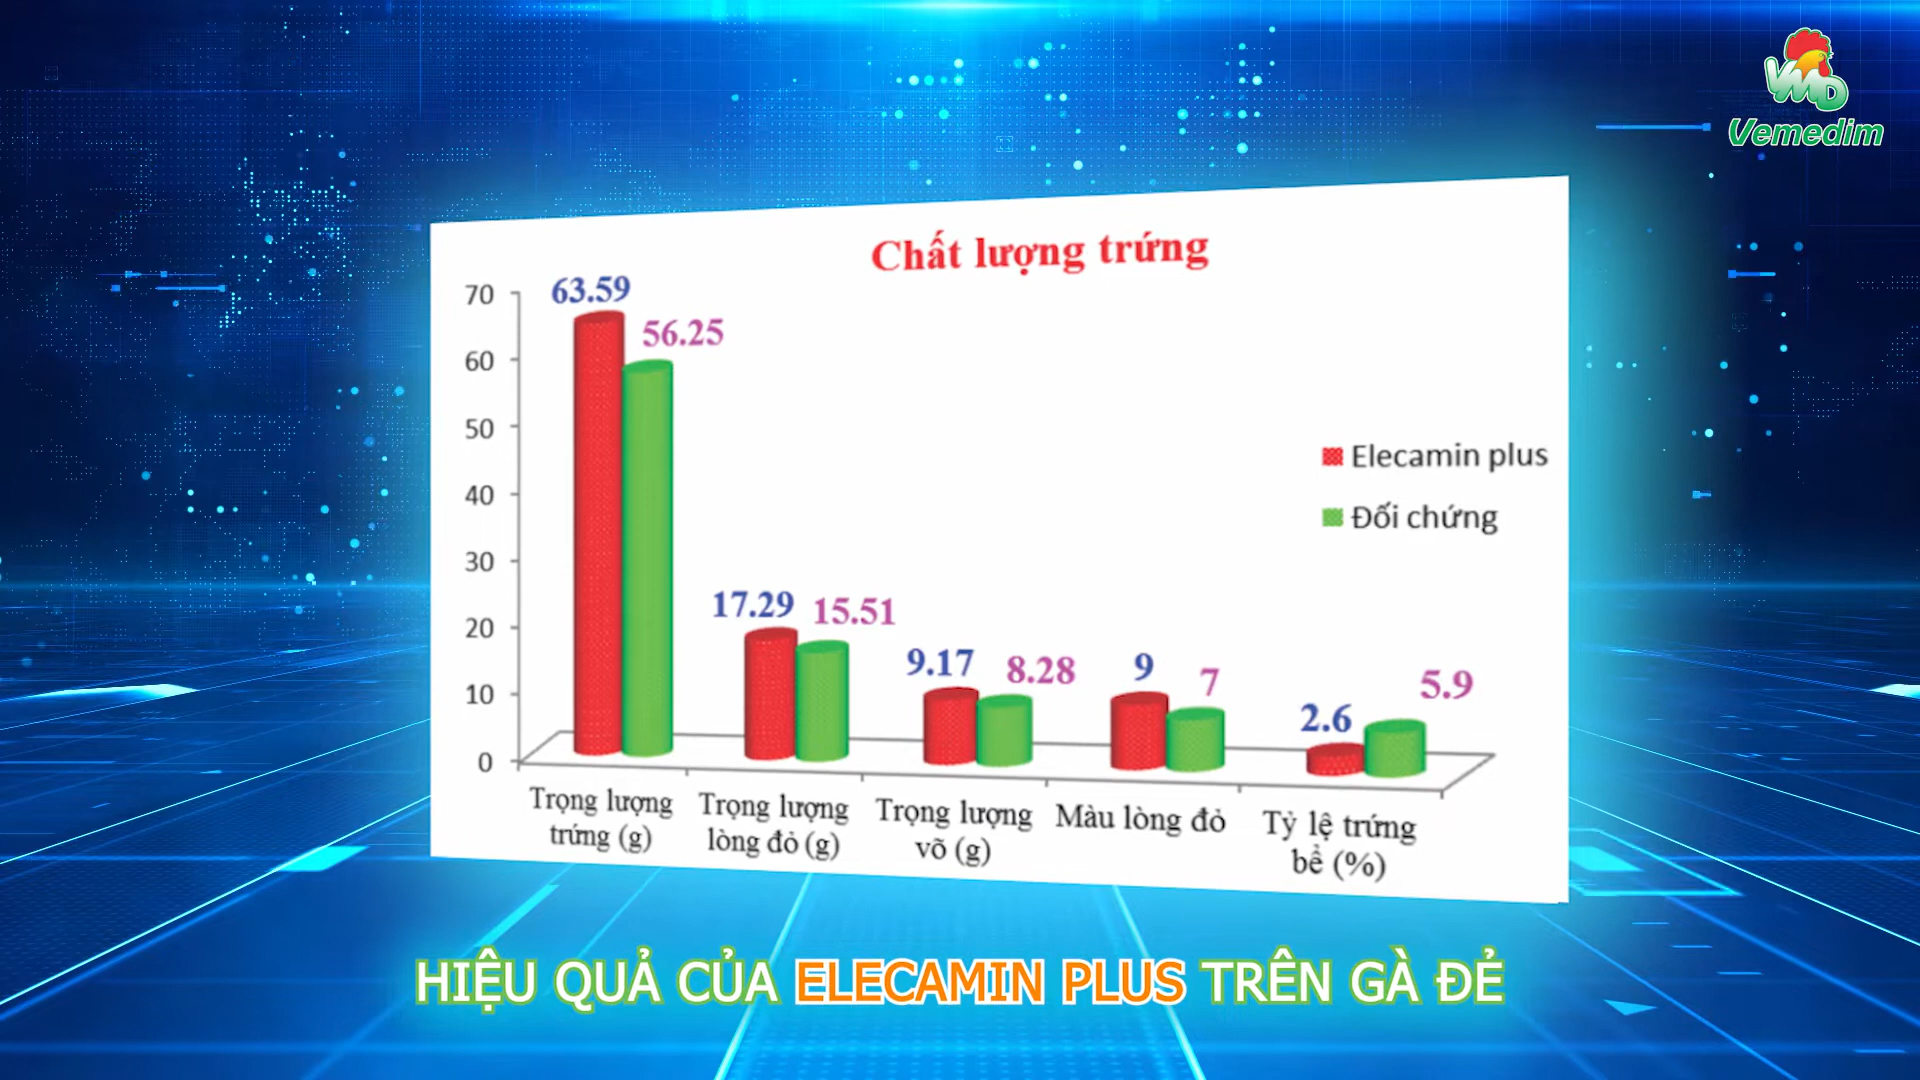 VMD
Vemedim
Chất lượng trứng
70
60
50
40
30
20
10
0
63.59
56.25
17.29
15.51
9.17
8.28
9
7
2.6
5.9
Elecamin plus
Đối chứng
Trọng lượng
trứng (g)
Trọng lượng
lòng đỏ (g)
Trọng lượng
võ (g)
Màu lòng đỏ
Tỷ lệ trứng
bể (%)
HIỆU QUẢ CỦA ELECAMIN PLUS TRÊN GÀ ĐẺ